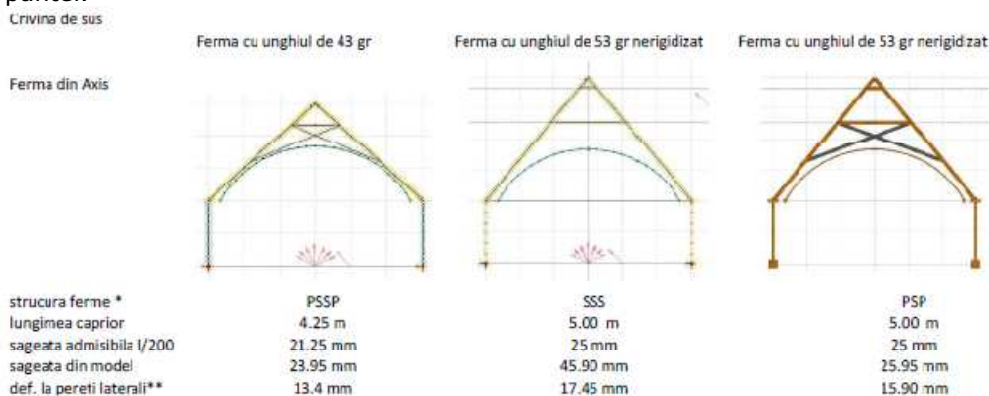 Crivina de sus
Ferma cu unghiul de 43 gr Ferma cu unghiul de 53 gr nerigidizat Ferma cu unghiul de 53 gr nerigidizat
Ferma din Axis
strucura ferme * PSSP SSS PSP
lungimea caprior 4.25 m 5.00 m 5.00 m
sageata admisibila l/200 21.25 mm 25 mm 25 mm
sageata din model 23.95 mm 45.90 mm 25.95 mm
def. la pereti laterali** 13.4 mm 17.45 mm 15.90 mm